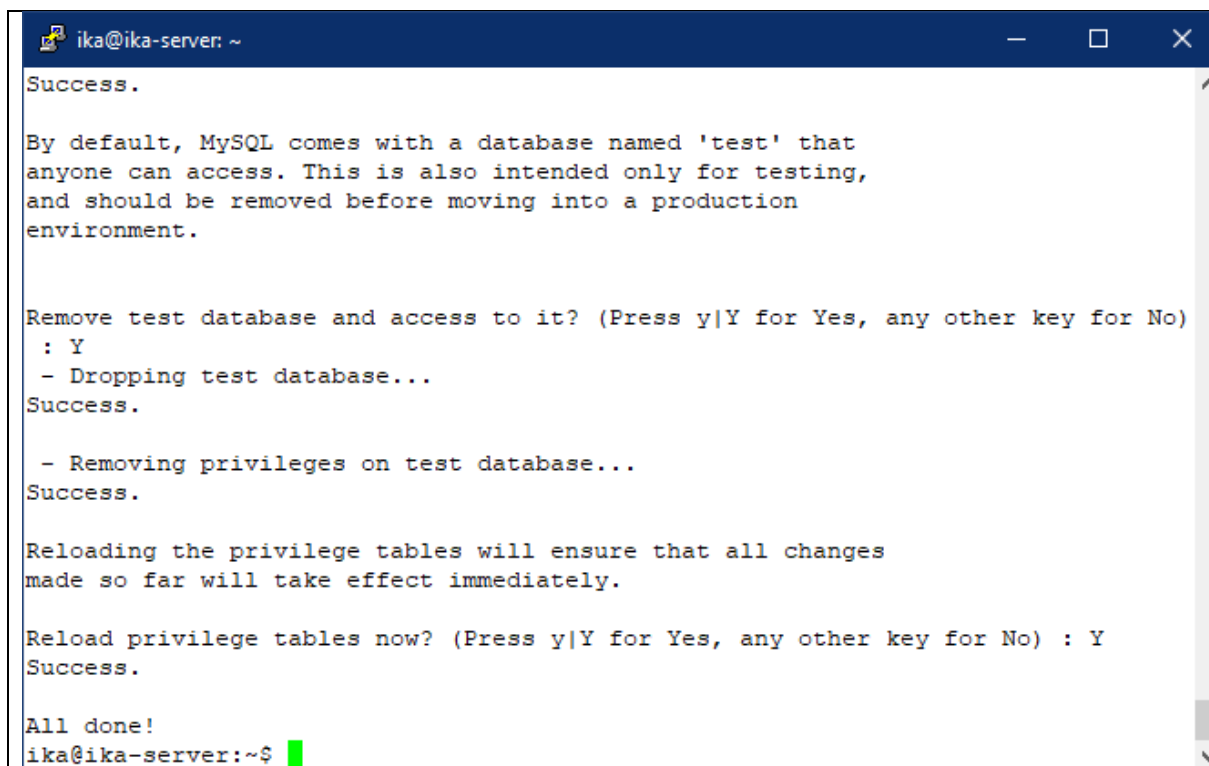 ika@ika-server: ~
Success.
By default, MySQL comes with a database named 'test' that
anyone can access. This is also intended only for testing,
and should be removed before moving into a production
environment.
Remove test database and access to it? (Press y|Y for Yes, any other key for No)
 : Y
 - Dropping test database...
Success.
 - Removing privileges on test database...
Success.
Reloading the privilege tables will ensure that all changes
made so far will take effect immediately.
Reload privilege tables now? (Press y|Y for Yes, any other key for No) : Y
Success.
All done!
ika@ika-server:~$